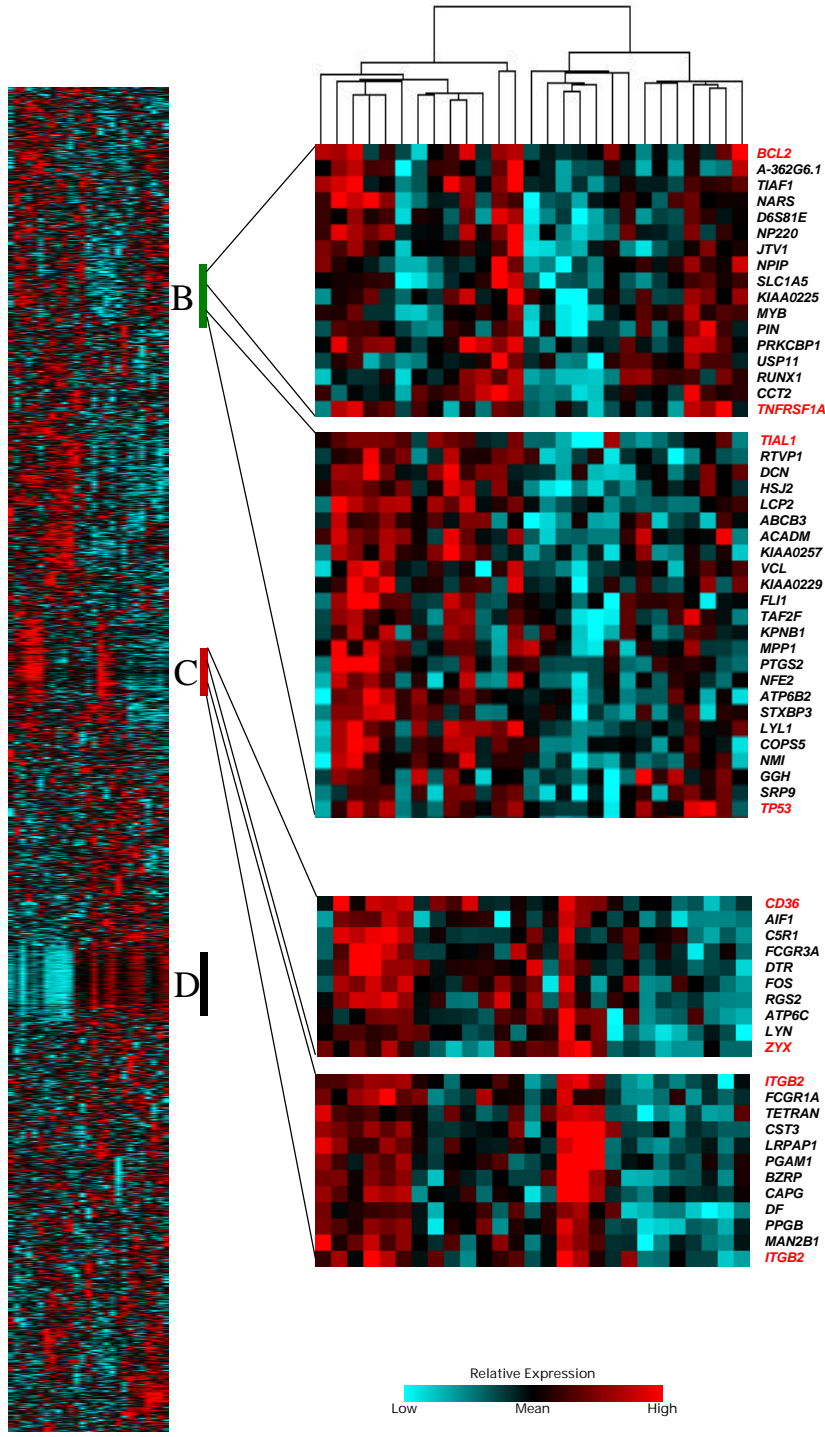 B
C
D
BCL2
A-362G6.1
TIAF1
NARS
D6S81E
NP220
JTV1
NPIP
SLC1A5
KIAA0225
MYB
PIN
PRKCBP1
USP11
RUNX1
CCT2
TNFRSF1A
TIAL1
RTVP1
DCN
HSJ2
LCP2
ABCB3
ACADM
KIAA0257
VCL
KIAA0229
FLI1
TAF2F
KPNB1
MPP1
PTGS2
NFE2
ATP6B2
STXBP3
LYL1
COPS5
NMI
GGH
SRP9
TP53
CD36
AIF1
C5R1
FCGR3A
DTR
FOS
RGS2
ATP6C
LYN
ZYX
ITGB2
FCGR1A
TETRAN
CST3
LRPAP1
PGAM1
BZRP
CAPG
DF
PPGB
MAN2B1
ITGB2
Relative Expression
Low Mean High